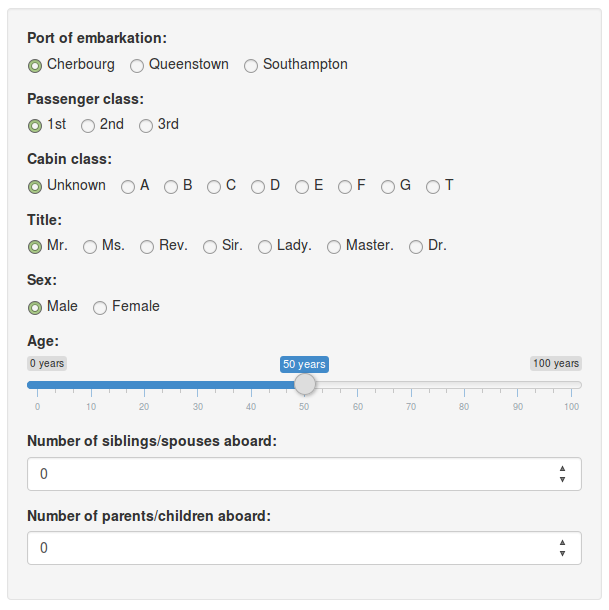 Port of embarkation:
Cherbourg Queenstown Southampton
Passenger class:
1st 2nd 3rd
Cabin class:
Unknown A B C D E F G T
Title:
Mr. Ms. Rev. Sir. Lady. Master. Dr.
Sex:
Male Female
Age:
0 years 50 years 100 years
0 10 20 30 40 50 60 70 80 90 100
Number of siblings/spouses aboard:
0
Number of parents/children aboard:
0